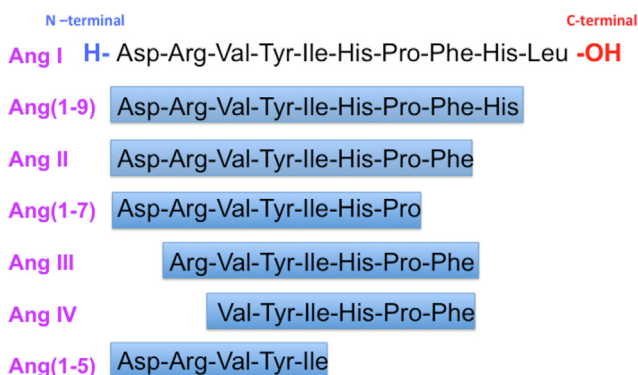 N –terminal C-terminal
Ang I H- Asp-Arg-Val-Tyr-Ile-His-Pro-Phe-His-Leu -OH
Ang(1-9) Asp-Arg-Val-Tyr-Ile-His-Pro-Phe-His
Ang II Asp-Arg-Val-Tyr-Ile-His-Pro-Phe
Ang(1-7) Asp-Arg-Val-Tyr-Ile-His-Pro
Ang III Arg-Val-Tyr-Ile-His-Pro-Phe
Ang IV Val-Tyr-Ile-His-Pro-Phe
Ang(1-5) Asp-Arg-Val-Tyr-Ile